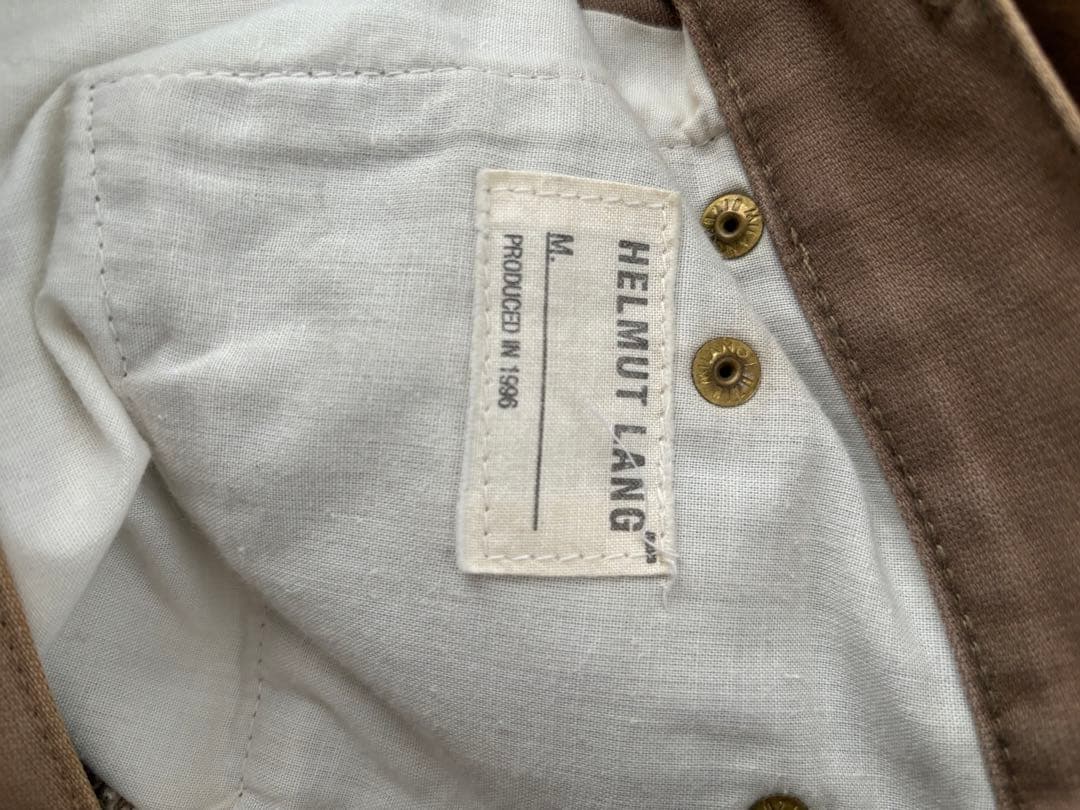 HELMUT LANG
M.
PRODUCED IN 1996